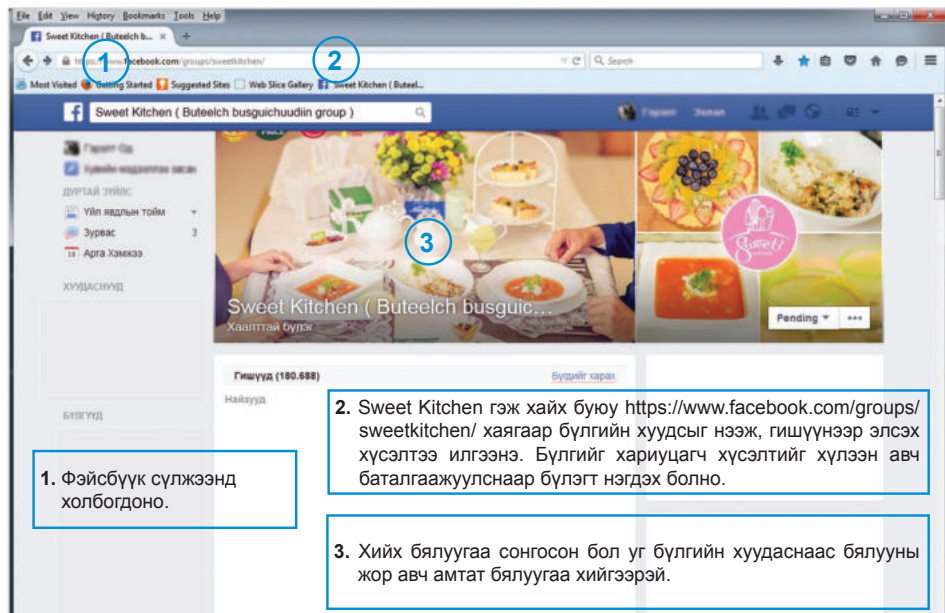 File Edit View History Bookmarks Tools Help
Sweet Kitchen ( Buteelch b... × +
1
2
facebook.com/groups/sweetkitchen/
Search
Most Visited Getting Started Suggested Sites Web Slice Gallery Sweet Kitchen ( Buteel...
Sweet Kitchen ( Buteelch busguichuudiin group )
ДУРТАЙ ЗҮЙЛС
Үйл явдлын тойм
Зурвас 3
Арга Хэмжээ
ХУУДАСНУУД
3
Sweet
Sweet Kitchen ( Buteelch busguic...
Хаалттай бүлэг
Pending
Гишүүд (180.688) Бүгдийг харах
Найзууд
БҮЛГҮҮД
1. Фэйсбүүк сүлжээнд
холбогдоно.
2. Sweet Kitchen гэж хайх буюу https://www.facebook.com/groups/
sweetkitchen/ хаягаар бүлгийн хуудсыг нээж, гишүүнээр элсэх
хүсэлтээ илгээнэ. Бүлгийг хариуцагч хүсэлтийг хүлээн авч
баталгаажуулснаар бүлэгт нэгдэх болно.
3. Хийх бялуугаа сонгосон бол уг бүлгийн хуудаснаас бялууны
жор авч амтат бялуугаа хийгээрэй.